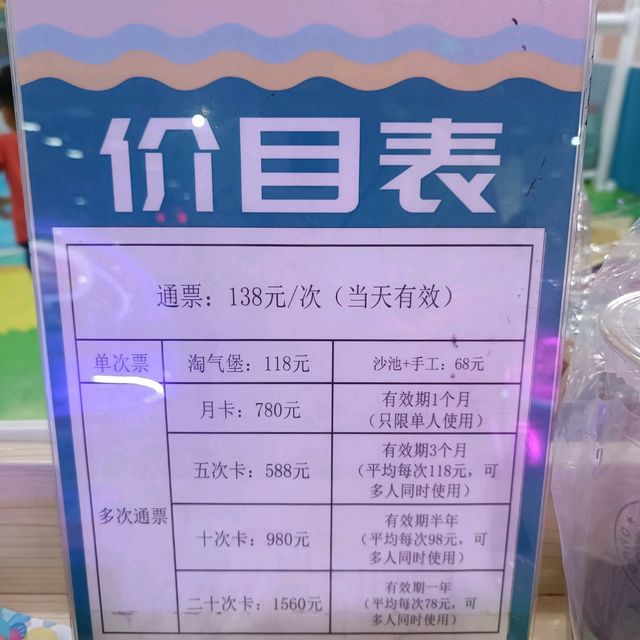 价目表
通票：138元/次（当天有效）
单次票
淘气堡：118元
沙池+手工：68元
多次通票
月卡：780元
有效期1个月
（只限单人使用）
五次卡：588元
有效期3个月
（平均每次118元，可
多人同时使用）
十次卡：980元
有效期半年
（平均每次98元，可
多人同时使用）
二十次卡：1560元
有效期一年
（平均每次78元，可
多人同时使用）